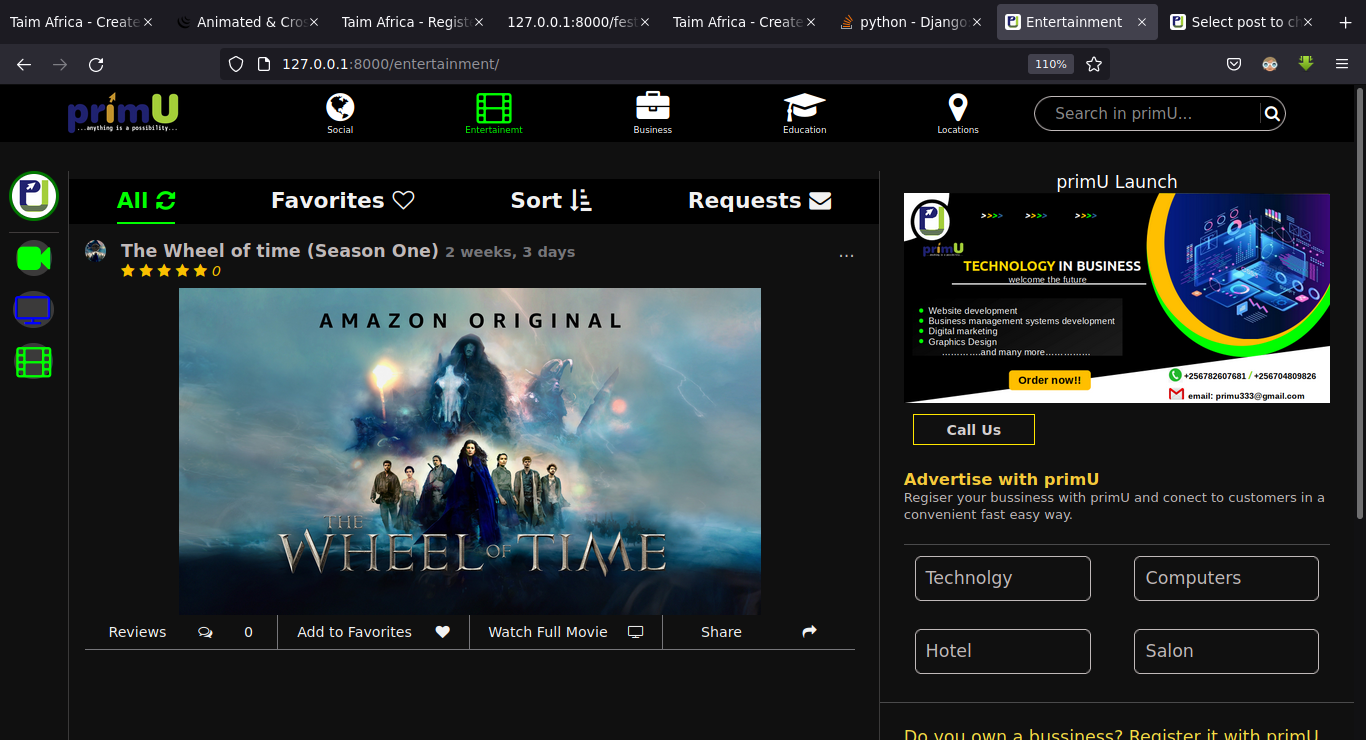 Taim Africa - Create
Animated & Cros
Taim Africa - Registe
127.0.0.1:8000/fest
Taim Africa - Create
python - Django:
Entertainment
Select post to ch
127.0.0.1:8000/entertainment/
110%
primU
...anything is a possibility...
Social
Entertainemt
Business
Education
Locations
Search in primU...
All
Favorites
Sort
Requests
The Wheel of time (Season One) 2 weeks, 3 days
...
0
AMAZON ORIGINAL
THE
WHEEL OF TIME
Reviews 0
Add to Favorites
Watch Full Movie
Share
primU Launch
>>>> >>>> >>>>
primU
TECHNOLOGY IN BUSINESS
welcome the future
Website development
Business management systems development
Digital marketing
Graphics Design
.............and many more...............
Order now!!
+256782607681 / +256704809826
email: primu333@gmail.com
Call Us
Advertise with primU
Regiser your bussiness with primU and conect to customers in a
convenient fast easy way.
Technolgy
Computers
Hotel
Salon
Do you own a bussiness? Register it with primU